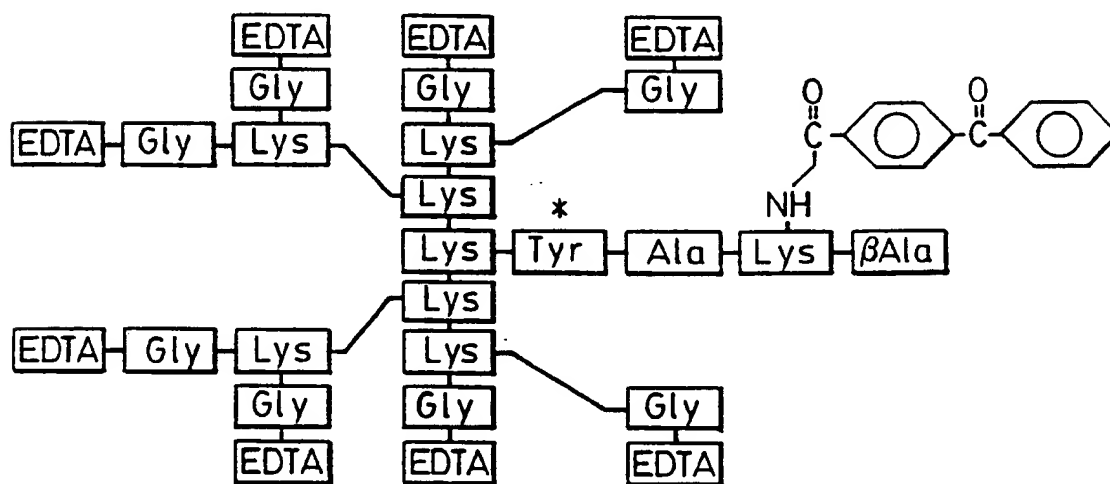 EDTA EDTA EDTA
Gly Gly Gly
O O
C C
EDTA Gly Lys Lys
Lys
* NH
Lys Tyr Ala Lys βAla
Lys
EDTA Gly Lys Lys
Gly Gly Gly
EDTA EDTA EDTA